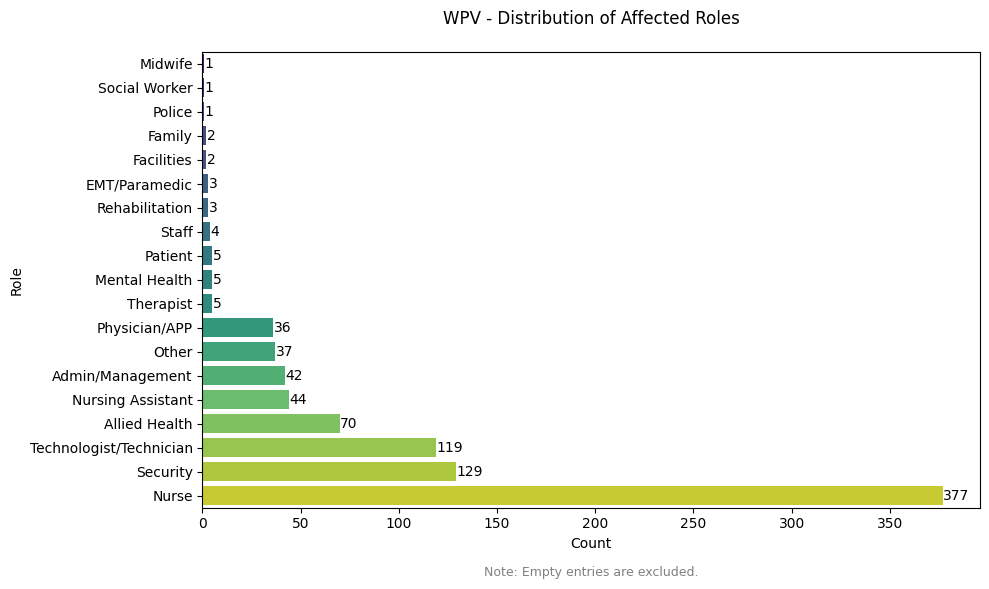 WPV - Distribution of Affected Roles
Midwife 1
Social Worker 1
Police 1
Family 2
Facilities 2
EMT/Paramedic 3
Rehabilitation 3
Staff 4
Patient 5
Mental Health 5
Therapist 5
Physician/APP 36
Other 37
Admin/Management 42
Nursing Assistant 44
Allied Health 70
Technologist/Technician 119
Security 129
Nurse 377
Role
0 50 100 150 200 250 300 350
Count
Note: Empty entries are excluded.